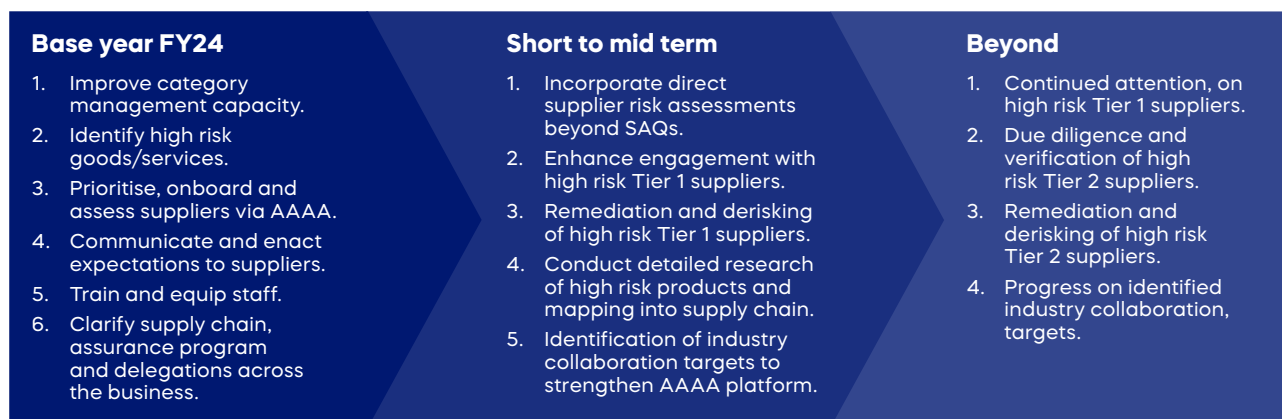 Base year FY24
1. Improve category
management capacity.
2. Identify high risk
goods/services.
3. Prioritise, onboard and
assess suppliers via AAAA.
4. Communicate and enact
expectations to suppliers.
5. Train and equip staff.
6. Clarify supply chain,
assurance program
and delegations across
the business.
Short to mid term
1. Incorporate direct
supplier risk assessments
beyond SAQs.
2. Enhance engagement with
high risk Tier 1 suppliers.
3. Remediation and derisking
of high risk Tier 1 suppliers.
4. Conduct detailed research
of high risk products and
mapping into supply chain.
5. Identification of industry
collaboration targets to
strengthen AAAA platform.
Beyond
1. Continued attention, on
high risk Tier 1 suppliers.
2. Due diligence and
verification of high
risk Tier 2 suppliers.
3. Remediation and
derisking of high risk
Tier 2 suppliers.
4. Progress on identified
industry collaboration,
targets.